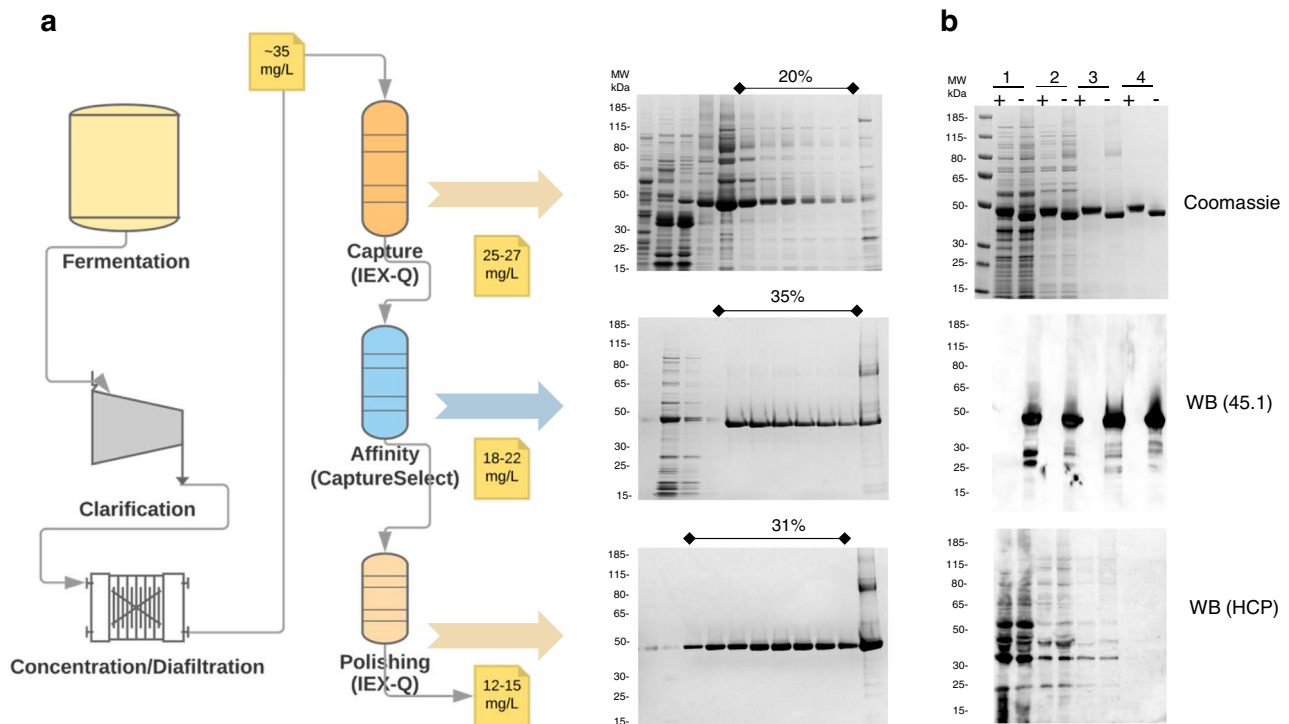 a
Fermentation
Clarification
Concentration/Diafiltration
~35
mg/L
Capture
(IEX-Q)
25-27
mg/L
Affinity
(CaptureSelect)
18-22
mg/L
Polishing
(IEX-Q)
12-15
mg/L
MW
kDa
20%
185-
115-
80-
65-
50-
30-
25-
15-
35%
185-
115-
80-
65-
50-
30-
25-
15-
31%
185-
115-
80-
65-
50-
30-
25-
15-
b
MW
kDa
1 2 3 4
+ - + - + - + -
185-
115-
80-
65-
50-
30-
25-
15-
Coomassie
185-
115-
80-
65-
50-
30-
25-
15-
WB (45.1)
185-
115-
80-
65-
50-
30-
25-
15-
WB (HCP)